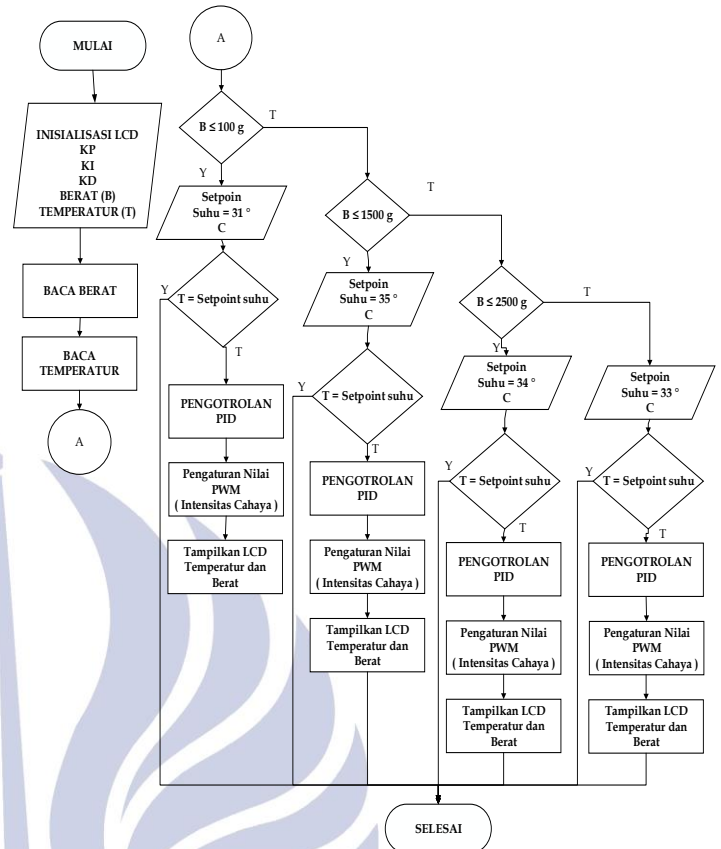 MULAI
INISIALISASI LCD
KP
KI
KD
BERAT (B)
TEMPERATUR (T)
BACA BERAT
BACA
TEMPERATUR
A
A
B ≤ 100 g
T
Y
Setpoin
Suhu = 31 °
C
Y
T = Setpoint suhu
T
PENGOTROLAN
PID
Pengaturan Nilai
PWM
( Intensitas Cahaya )
Tampilkan LCD
Temperatur dan
Berat
B ≤ 1500 g
T
Y
Setpoin
Suhu = 35 °
C
Y
T = Setpoint suhu
T
PENGOTROLAN
PID
Pengaturan Nilai
PWM
( Intensitas Cahaya )
Tampilkan LCD
Temperatur dan
Berat
B ≤ 2500 g
T
Y
Setpoin
Suhu = 34 °
C
Y
T = Setpoint suhu
T
PENGOTROLAN
PID
Pengaturan Nilai
PWM
( Intensitas Cahaya )
Tampilkan LCD
Temperatur dan
Berat
Setpoin
Suhu = 33 °
C
Y
T = Setpoint suhu
T
PENGOTROLAN
PID
Pengaturan Nilai
PWM
( Intensitas Cahaya )
Tampilkan LCD
Temperatur dan
Berat
SELESAI